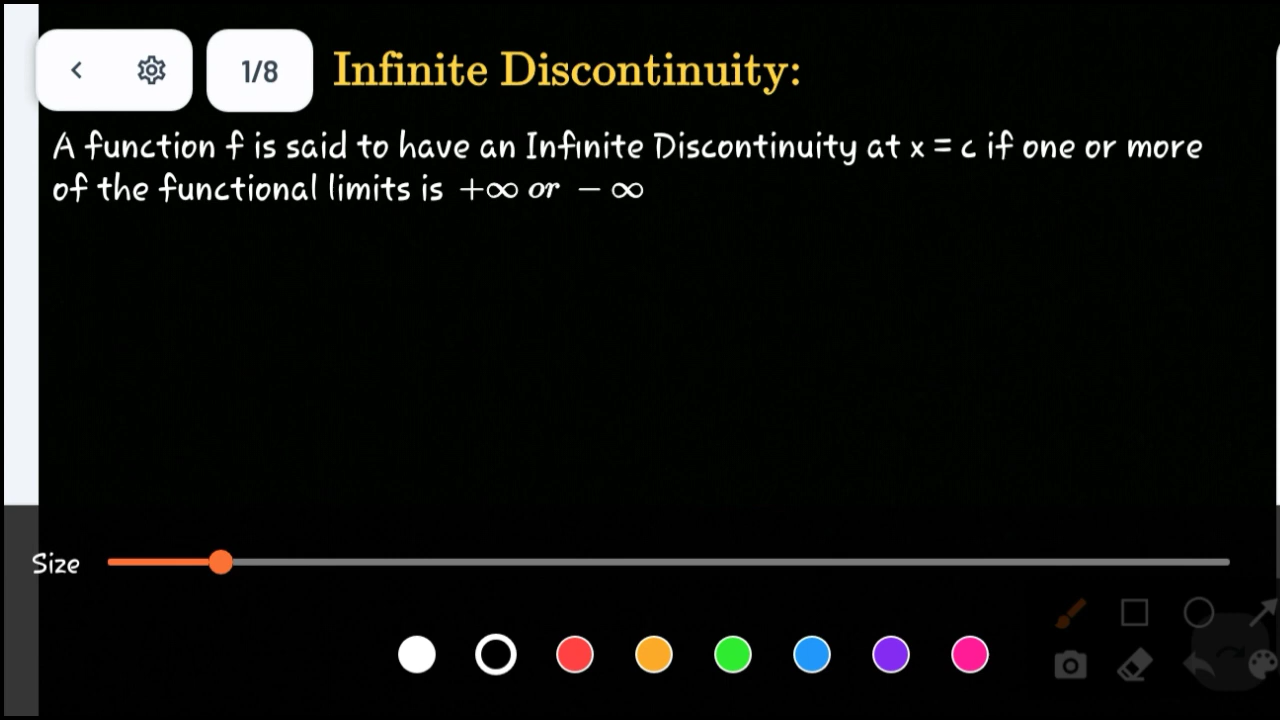 1/8
Infinite Discontinuity:
A function f is said to have an Infinite Discontinuity at x = c if one or more
of the functional limits is +∞ or − ∞
Size